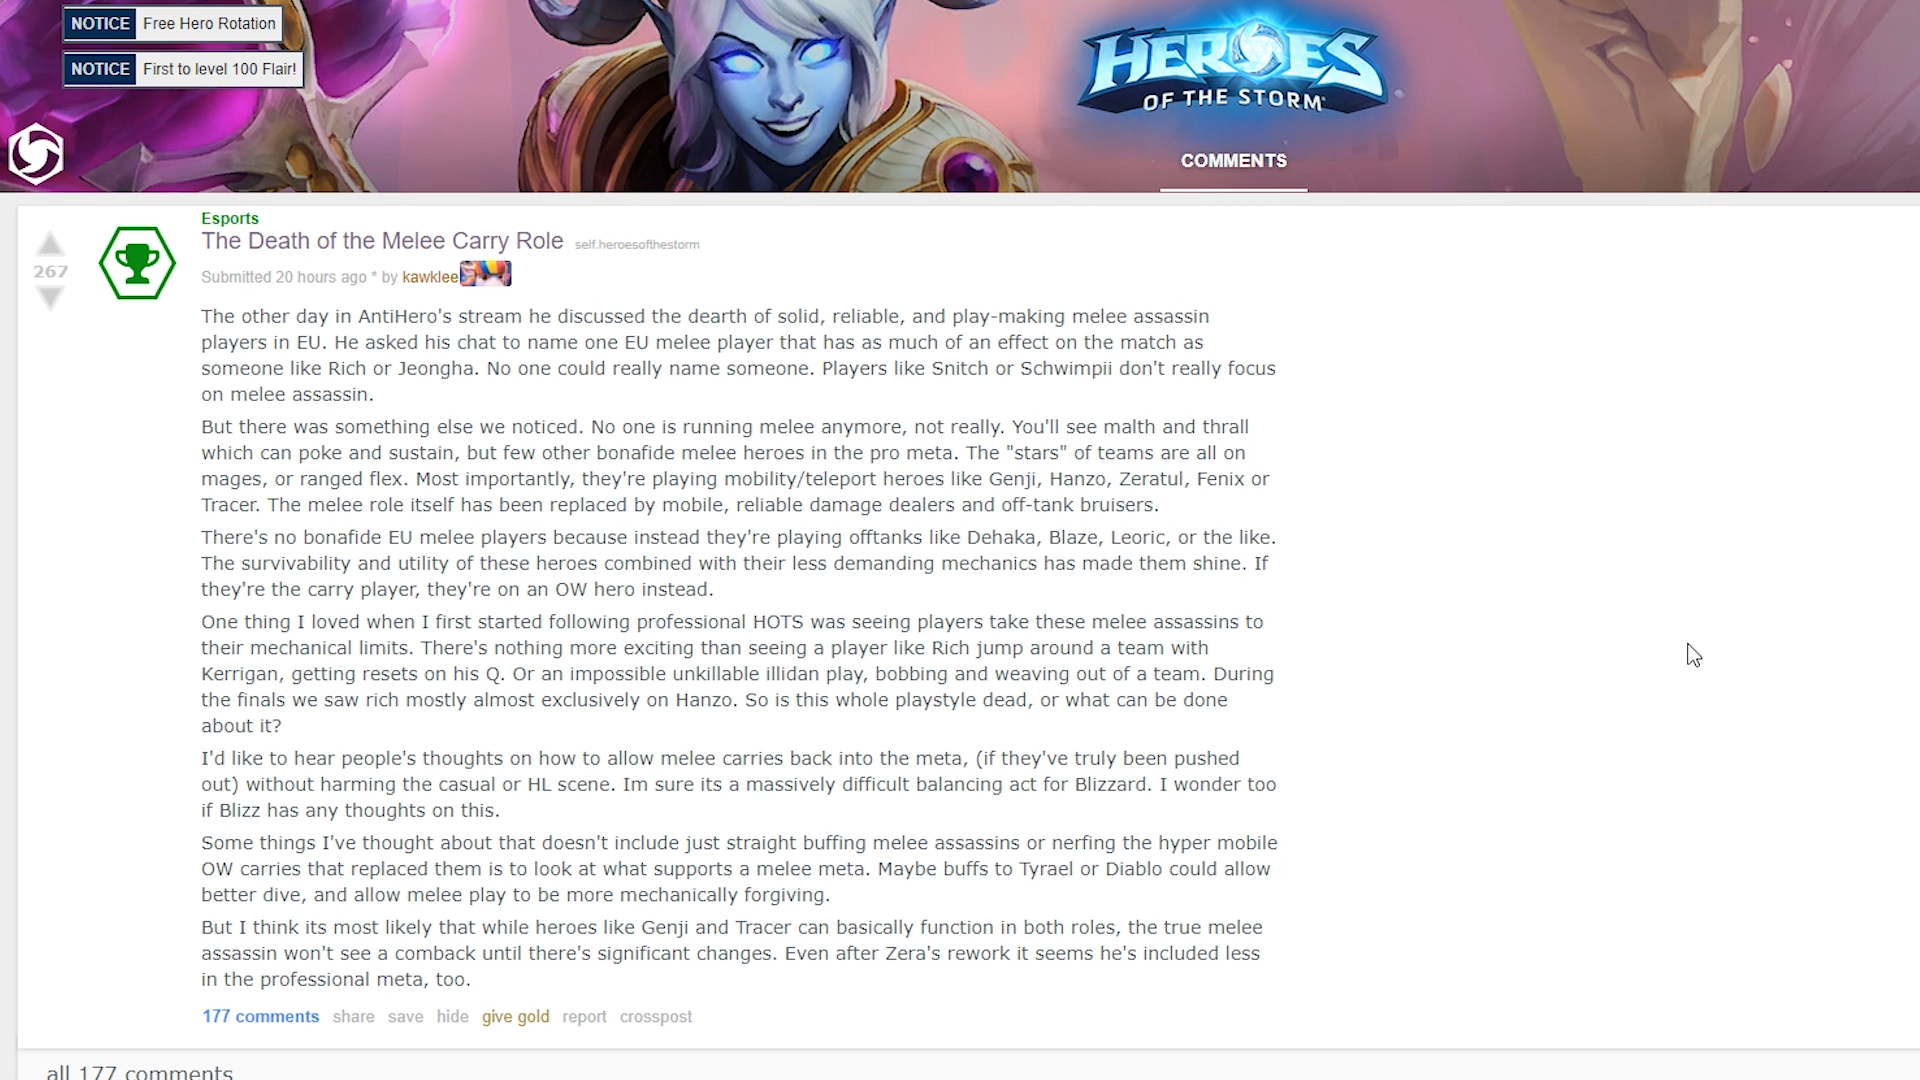 NOTICE Free Hero Rotation
NOTICE First to level 100 Flair!
HEROES
OF THE STORM
COMMENTS
Esports
The Death of the Melee Carry Role self.heroesofthestorm
267
Submitted 20 hours ago * by kawklee
The other day in AntiHero's stream he discussed the dearth of solid, reliable, and play-making melee assassin
players in EU. He asked his chat to name one EU melee player that has as much of an effect on the match as
someone like Rich or Jeongha. No one could really name someone. Players like Snitch or Schwimpii don't really focus
on melee assassin.
But there was something else we noticed. No one is running melee anymore, not really. You'll see malth and thrall
which can poke and sustain, but few other bonafide melee heroes in the pro meta. The "stars" of teams are all on
mages, or ranged flex. Most importantly, they're playing mobility/teleport heroes like Genji, Hanzo, Zeratul, Fenix or
Tracer. The melee role itself has been replaced by mobile, reliable damage dealers and off-tank bruisers.
There's no bonafide EU melee players because instead they're playing offtanks like Dehaka, Blaze, Leoric, or the like.
The survivability and utility of these heroes combined with their less demanding mechanics has made them shine. If
they're the carry player, they're on an OW hero instead.
One thing I loved when I first started following professional HOTS was seeing players take these melee assassins to
their mechanical limits. There's nothing more exciting than seeing a player like Rich jump around a team with
Kerrigan, getting resets on his Q. Or an impossible unkillable illidan play, bobbing and weaving out of a team. During
the finals we saw rich mostly almost exclusively on Hanzo. So is this whole playstyle dead, or what can be done
about it?
I'd like to hear people's thoughts on how to allow melee carries back into the meta, (if they've truly been pushed
out) without harming the casual or HL scene. Im sure its a massively difficult balancing act for Blizzard. I wonder too
if Blizz has any thoughts on this.
Some things I've thought about that doesn't include just straight buffing melee assassins or nerfing the hyper mobile
OW carries that replaced them is to look at what supports a melee meta. Maybe buffs to Tyrael or Diablo could allow
better dive, and allow melee play to be more mechanically forgiving.
But I think its most likely that while heroes like Genji and Tracer can basically function in both roles, the true melee
assassin won't see a comback until there's significant changes. Even after Zera's rework it seems he's included less
in the professional meta, too.
177 comments share save hide give gold report crosspost
all 177 comments